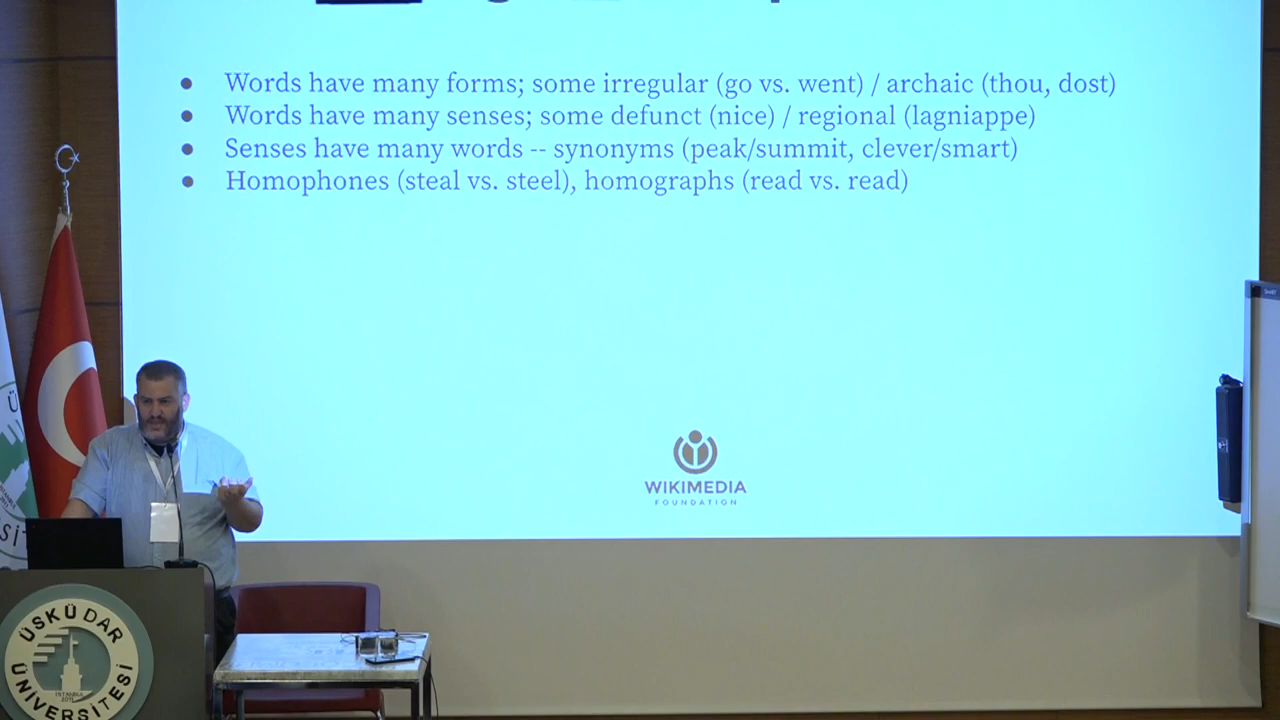 ● Words have many forms; some irregular (go vs. went) / archaic (thou, dost)
● Words have many senses; some defunct (nice) / regional (lagniappe)
● Senses have many words -- synonyms (peak/summit, clever/smart)
● Homophones (steal vs. steel), homographs (read vs. read)
WIKIMEDIA
FOUNDATION
ÜSKÜDAR
ÜNİVERSİTESİ
İSTANBUL
2011